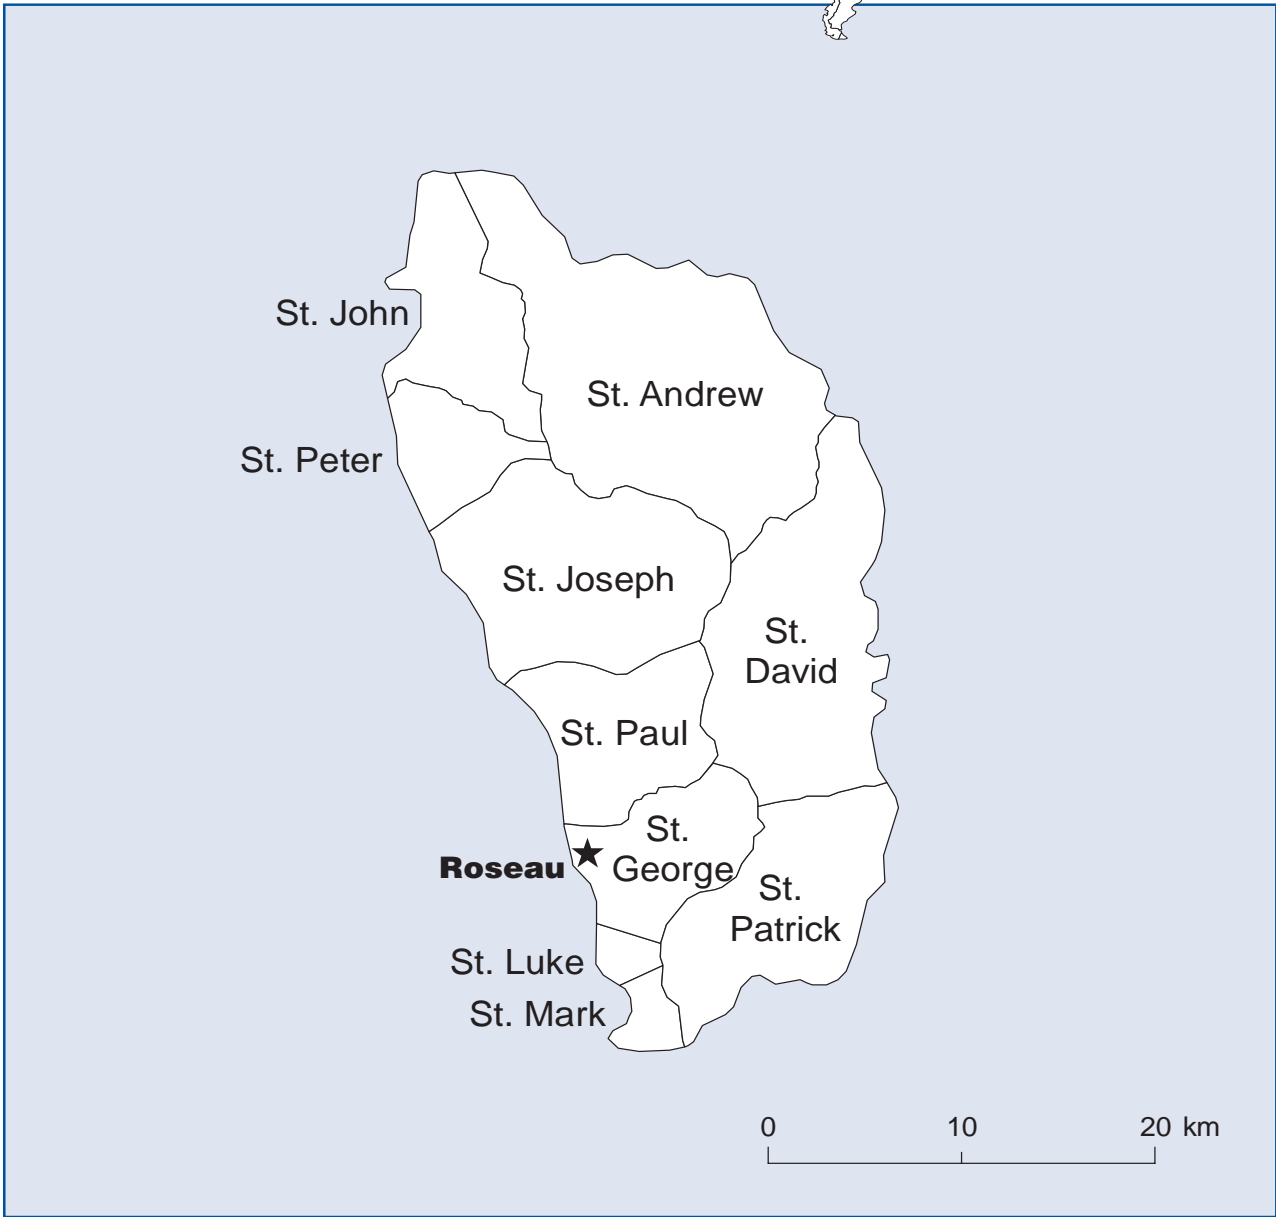 St. John
St. Andrew
St. Peter
St. Joseph
St.
David
St. Paul
St.
George
Roseau
St.
Patrick
St. Luke
St. Mark
0 10 20 km